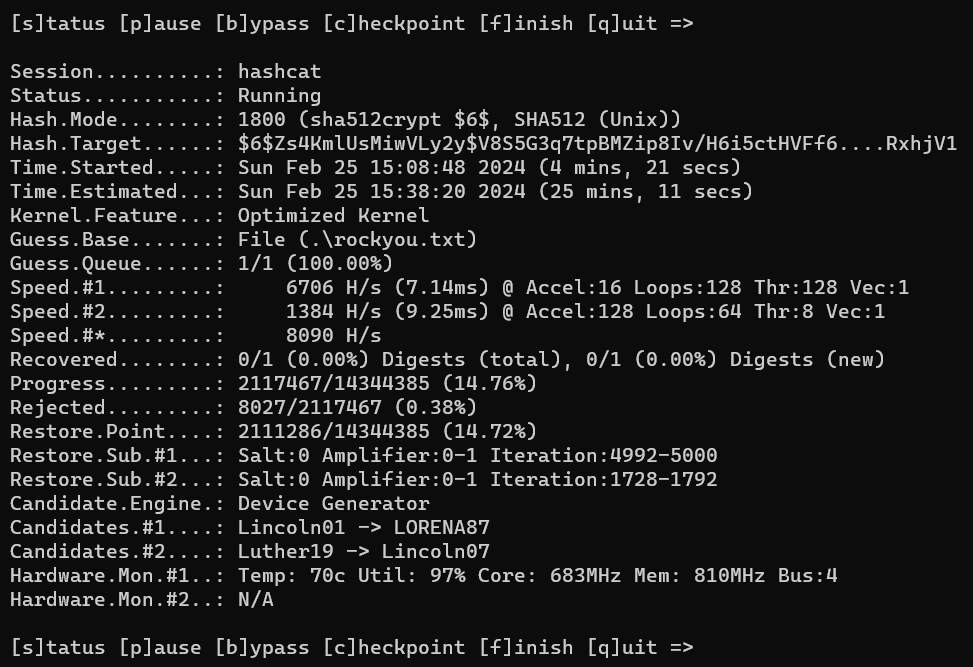 [s]tatus [p]ause [b]ypass [c]heckpoint [f]inish [q]uit =>
Session..........: hashcat
Status...........: Running
Hash.Mode........: 1800 (sha512crypt $6$, SHA512 (Unix))
Hash.Target......: $6$Zs4KmlUsMiwVLy2y$V8S5G3q7tpBMZip8Iv/H6i5ctHVFf6....RxhjV1
Time.Started.....: Sun Feb 25 15:08:48 2024 (4 mins, 21 secs)
Time.Estimated...: Sun Feb 25 15:38:20 2024 (25 mins, 11 secs)
Kernel.Feature...: Optimized Kernel
Guess.Base.......: File (.\rockyou.txt)
Guess.Queue......: 1/1 (100.00%)
Speed.#1.........:     6706 H/s (7.14ms) @ Accel:16 Loops:128 Thr:128 Vec:1
Speed.#2.........:     1384 H/s (9.25ms) @ Accel:128 Loops:64 Thr:8 Vec:1
Speed.#*.........:     8090 H/s
Recovered........: 0/1 (0.00%) Digests (total), 0/1 (0.00%) Digests (new)
Progress.........: 2117467/14344385 (14.76%)
Rejected.........: 8027/2117467 (0.38%)
Restore.Point....: 2111286/14344385 (14.72%)
Restore.Sub.#1...: Salt:0 Amplifier:0-1 Iteration:4992-5000
Restore.Sub.#2...: Salt:0 Amplifier:0-1 Iteration:1728-1792
Candidate.Engine.: Device Generator
Candidates.#1....: Lincoln01 -> LORENA87
Candidates.#2....: Luther19 -> Lincoln07
Hardware.Mon.#1..: Temp: 70c Util: 97% Core: 683MHz Mem: 810MHz Bus:4
Hardware.Mon.#2..: N/A
[s]tatus [p]ause [b]ypass [c]heckpoint [f]inish [q]uit =>